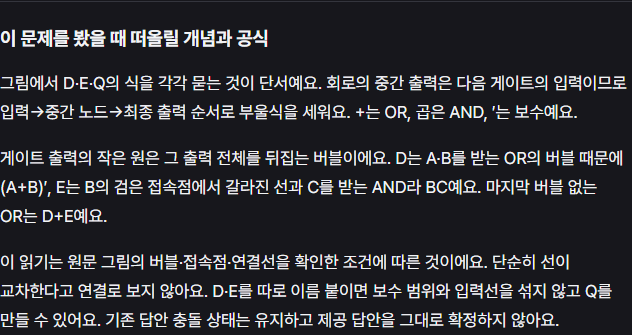 이 문제를 봤을 때 떠올릴 개념과 공식
그림에서 D·E·Q의 식을 각각 묻는 것이 단서예요. 회로의 중간 출력은 다음 게이트의 입력이므로
입력→중간 노드→최종 출력 순서로 부울식을 세워요. +는 OR, 곱은 AND, ′는 보수예요.
게이트 출력의 작은 원은 그 출력 전체를 뒤집는 버블이에요. D는 A·B를 받는 OR의 버블 때문에
(A+B)′, E는 B의 검은 접속점에서 갈라진 선과 C를 받는 AND라 BC예요. 마지막 버블 없는
OR는 D+E예요.
이 읽기는 원문 그림의 버블·접속점·연결선을 확인한 조건에 따른 것이에요. 단순히 선이
교차한다고 연결로 보지 않아요. D·E를 따로 이름 붙이면 보수 범위와 입력선을 섞지 않고 Q를
만들 수 있어요. 기존 답안 충돌 상태는 유지하고 제공 답안을 그대로 확정하지 않아요.